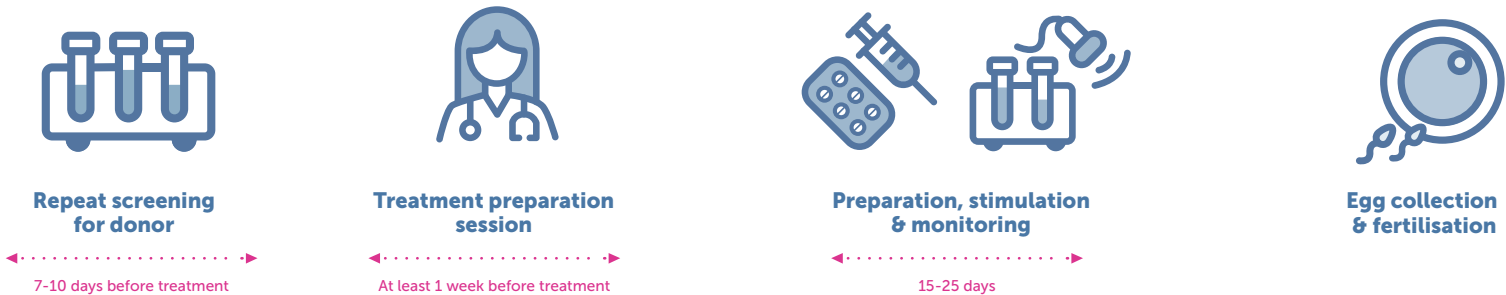 Repeat screening
for donor
7-10 days before treatment
Treatment preparation
session
At least 1 week before treatment
Preparation, stimulation
& monitoring
15-25 days
Egg collection
& fertilisation